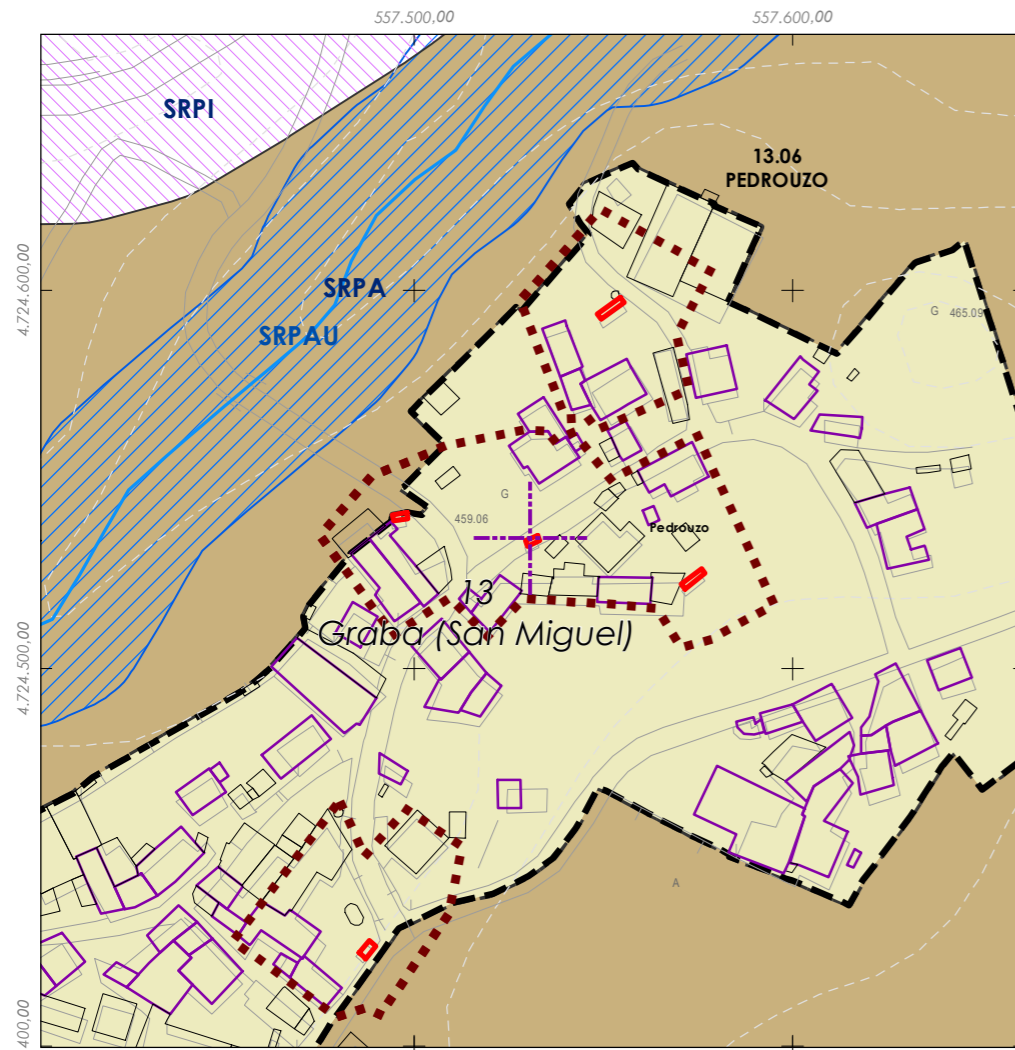 557.500,00
557.600,00
SRPI
13.06
PEDROUZO
4.724.600,00
SRPA
SRPAU
G
465.09
G
459.06
Pedrouzo
13
Graba (San Miguel)
4.724.500,00
A
400,00